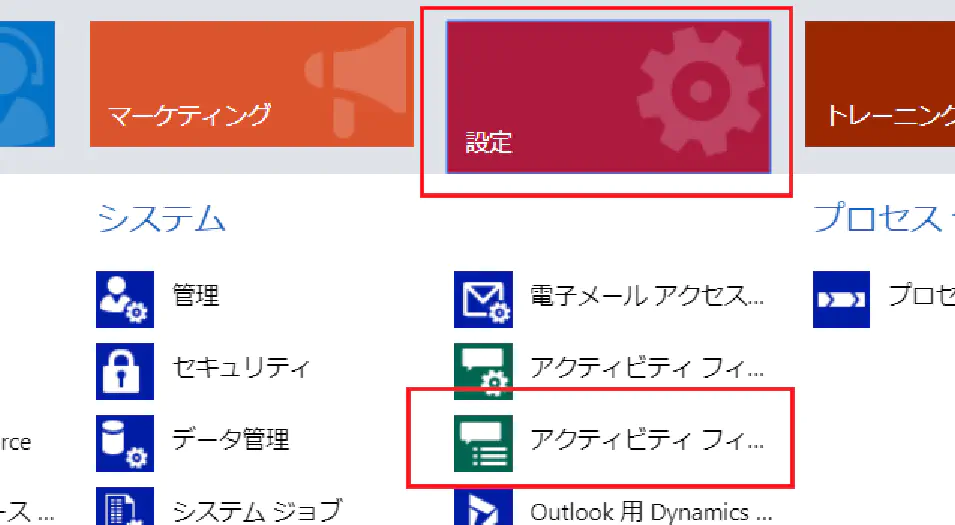 マーケティング
設定
トレーニング
システム
プロセス
管理
電子メール アクセス...
プロセ
セキュリティ
アクティビティ フィ...
rce
データ管理
アクティビティ フィ...
ース ...
システム ジョブ
Outlook 用 Dynamics ...